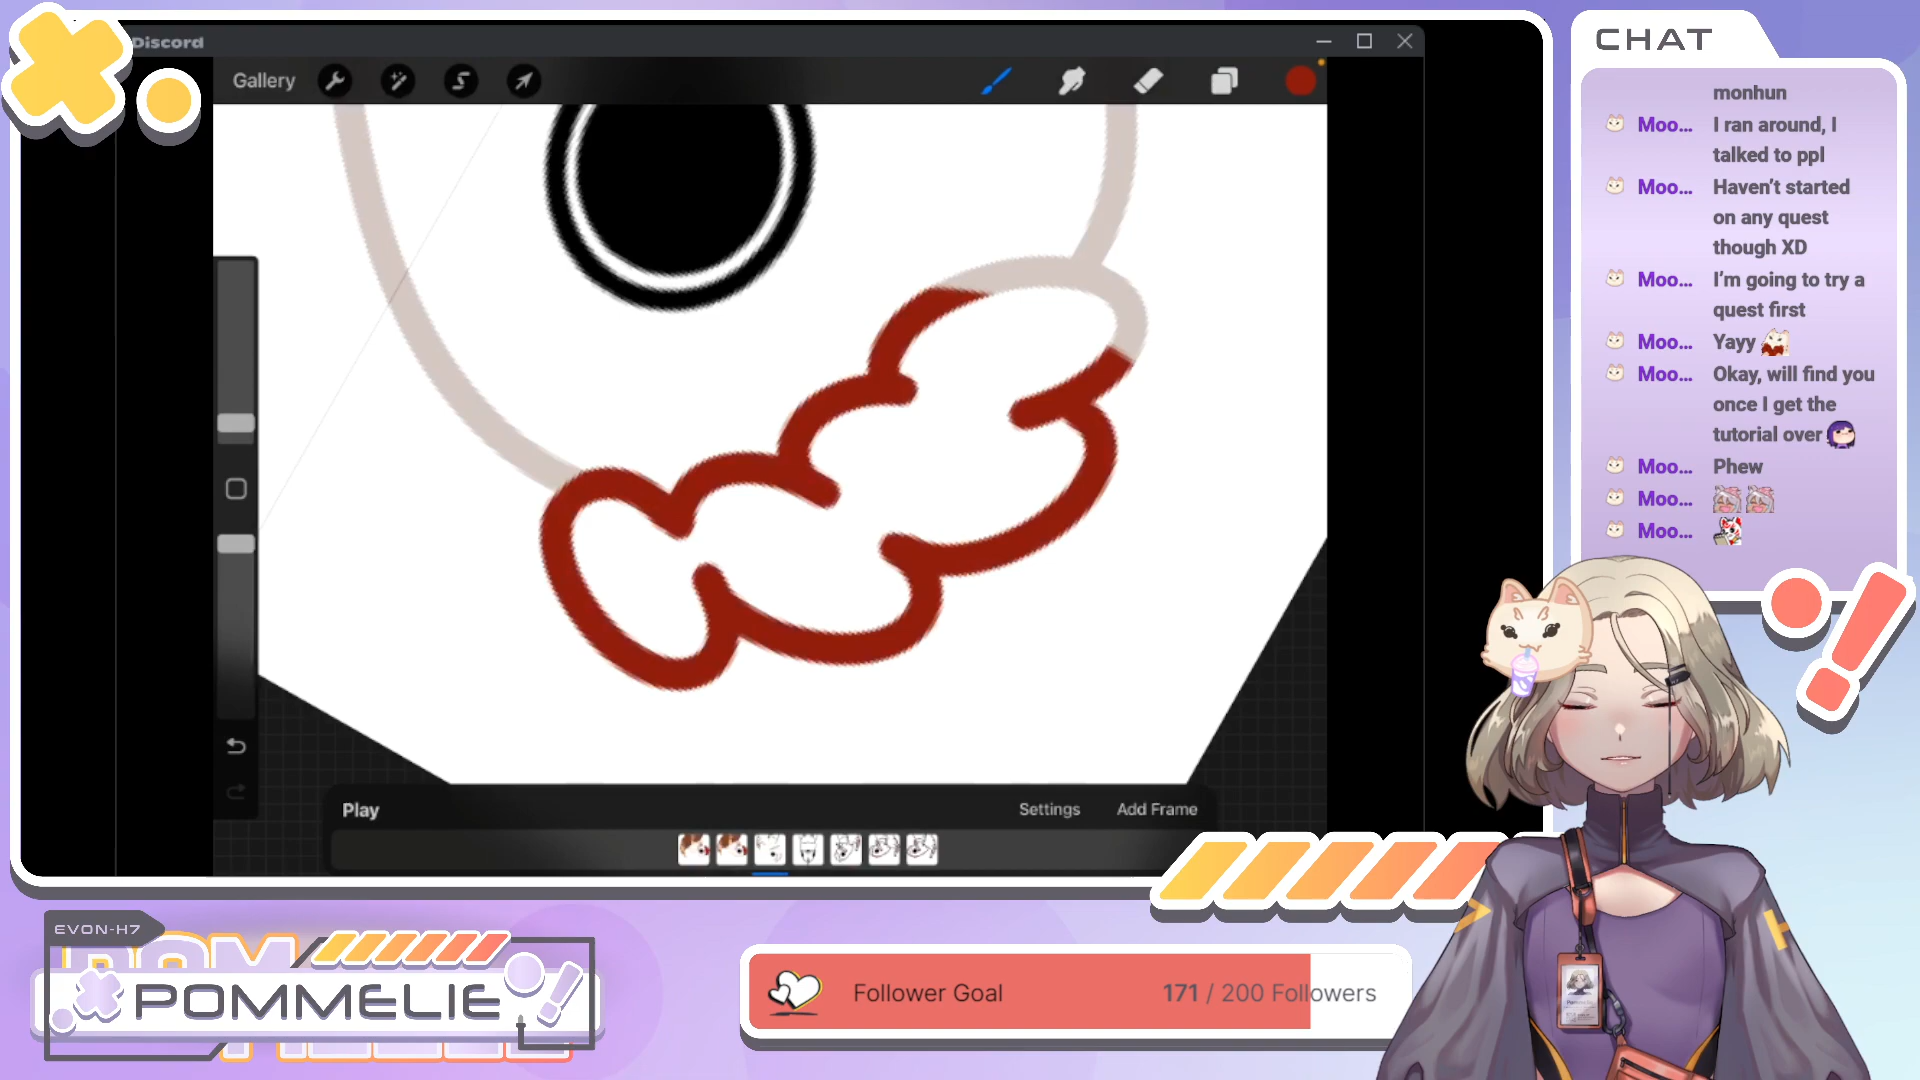 Discord
Gallery
CHAT
monhun
Moo... I ran around, I
talked to ppl
Moo... Haven't started
on any quest
though XD
Moo... I'm going to try a
quest first
Moo... Yayy
Moo... Okay, will find you
once I get the
tutorial over
Moo... Phew
Moo...
Moo...
Play
Settings
Add Frame
EVON-H7
POMMELIE
Follower Goal
171 / 200 Followers